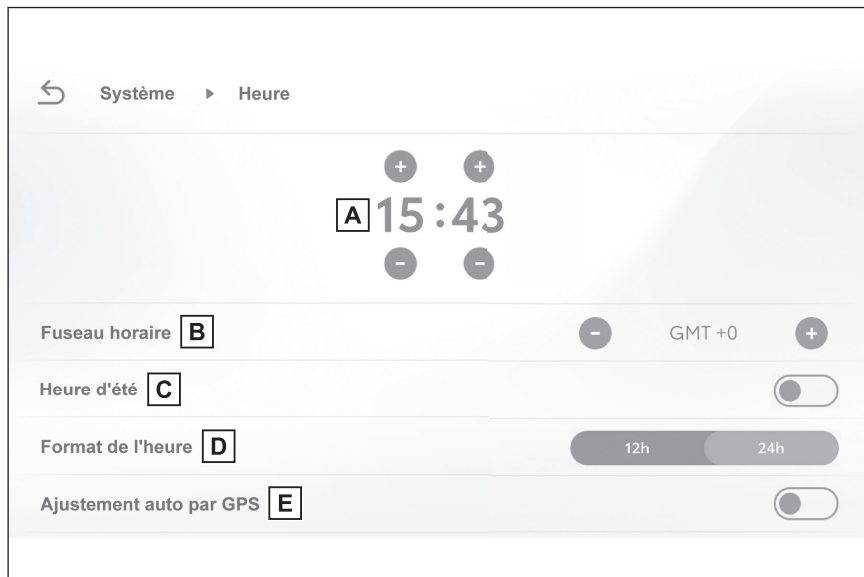 Système ▶ Heure
+ +
A 15:43
- -
Fuseau horaire B - GMT +0 +
Heure d'été C
Format de l'heure D 12h 24h
Ajustement auto par GPS E